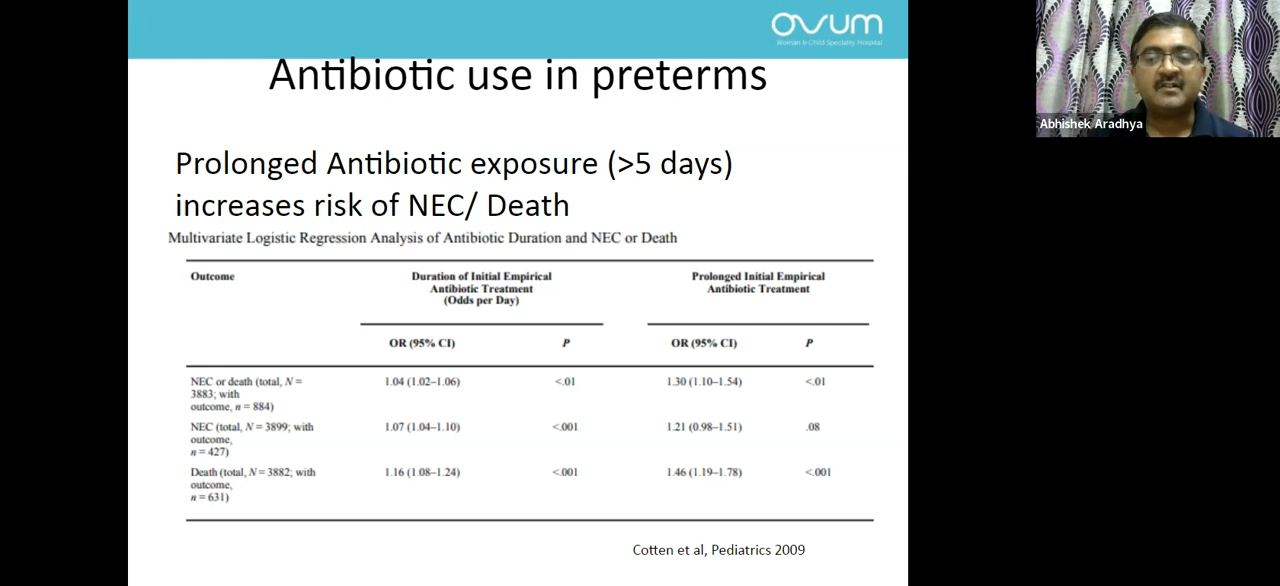 ovum
Woman & Child Speciality Hospital
Abhishek Aradhya
Antibiotic use in preterms
Prolonged Antibiotic exposure (>5 days)
increases risk of NEC/ Death
Multivariate Logistic Regression Analysis of Antibiotic Duration and NEC or Death
Outcome
Duration of Initial Empirical
Antibiotic Treatment
(Odds per Day)
Prolonged Initial Empirical
Antibiotic Treatment
OR (95% CI) P OR (95% CI) P
NEC or death (total, N = 1.04 (1.02–1.06) <.01 1.30 (1.10–1.54) <.01
3883; with
outcome, n = 884)
NEC (total, N = 3899; with 1.07 (1.04–1.10) <.001 1.21 (0.98–1.51) .08
outcome,
n = 427)
Death (total, N = 3882; with 1.16 (1.08–1.24) <.001 1.46 (1.19–1.78) <.001
outcome,
n = 631)
Cotten et al, Pediatrics 2009